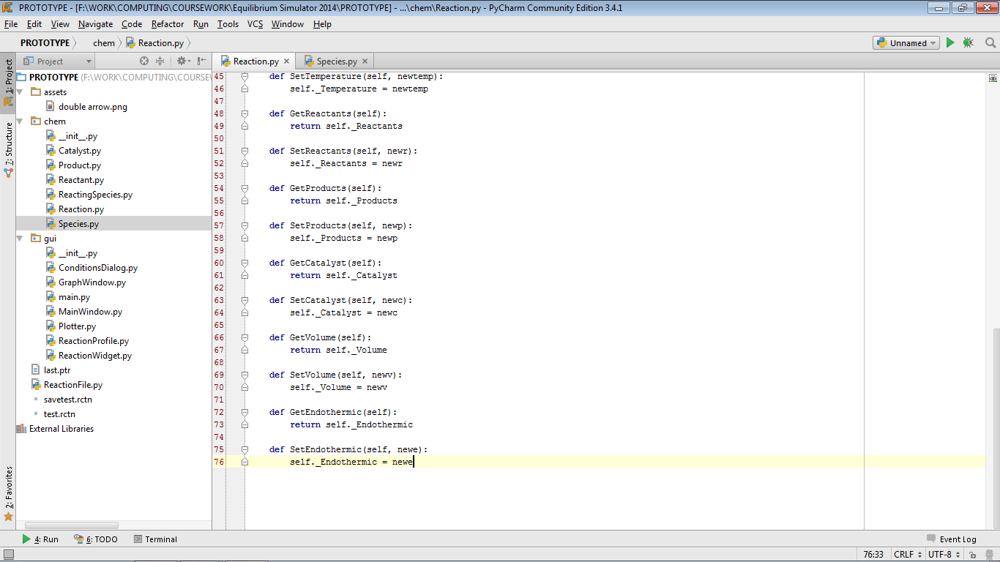 PROTOTYPE - [F:\WORK\COMPUTING\COURSEWORK\Equilibrium Simulator 2014\PROTOTYPE] - ...\chem\Reaction.py - PyCharm Community Edition 3.4.1
File Edit View Navigate Code Refactor Run Tools VCS Window Help
PROTOTYPE chem Reaction.py Unnamed
Project
Reaction.py Species.py
1: Project
7: Structure
2: Favorites
PROTOTYPE (F:\WORK\COMPUTING\COURSEW
assets
double arrow.png
chem
__init__.py
Catalyst.py
Product.py
Reactant.py
ReactingSpecies.py
Reaction.py
Species.py
gui
__init__.py
ConditionsDialog.py
GraphWindow.py
main.py
MainWindow.py
Plotter.py
ReactionProfile.py
ReactionWidget.py
last.ptr
ReactionFile.py
savetest.rctn
test.rctn
External Libraries
45 def SetTemperature(self, newtemp):
46 self._Temperature = newtemp
47
48 def GetReactants(self):
49 return self._Reactants
50
51 def SetReactants(self, newr):
52 self._Reactants = newr
53
54 def GetProducts(self):
55 return self._Products
56
57 def SetProducts(self, newp):
58 self._Products = newp
59
60 def GetCatalyst(self):
61 return self._Catalyst
62
63 def SetCatalyst(self, newc):
64 self._Catalyst = newc
65
66 def GetVolume(self):
67 return self._Volume
68
69 def SetVolume(self, newv):
70 self._Volume = newv
71
72 def GetEndothermic(self):
73 return self._Endothermic
74
75 def SetEndothermic(self, newe):
76 self._Endothermic = newe
4: Run 6: TODO Terminal Event Log
76:33 CRLF UTF-8